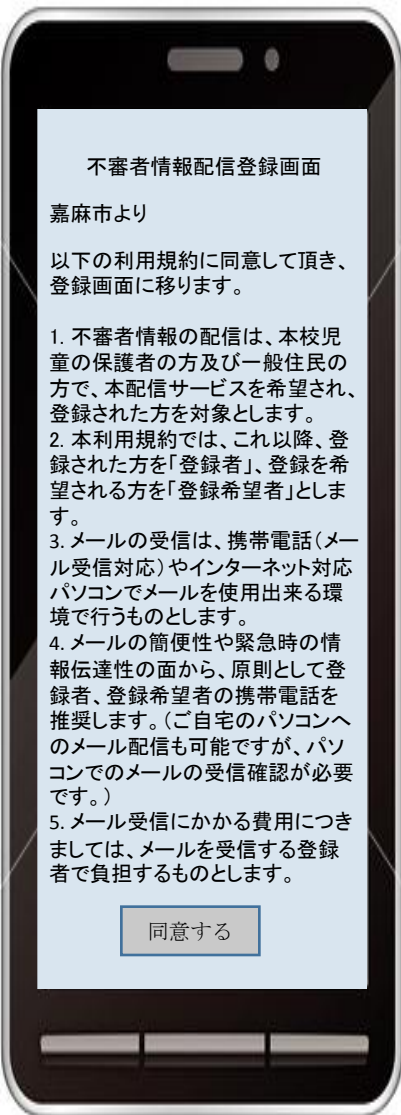 不審者情報配信登録画面
嘉麻市より
以下の利用規約に同意して頂き、
登録画面に移ります。
1. 不審者情報の配信は、本校児
童の保護者の方及び一般住民の
方で、本配信サービスを希望され、
登録された方を対象とします。
2. 本利用規約では、これ以降、登
録された方を「登録者」、登録を希
望される方を「登録希望者」としま
す。
3. メールの受信は、携帯電話（メー
ル受信対応）やインターネット対応
パソコンでメールを使用出来る環
境で行うものとします。
4. メールの簡便性や緊急時の情
報伝達性の面から、原則として登
録者、登録希望者の携帯電話を
推奨します。（ご自宅のパソコンへ
のメール配信も可能ですが、パソ
コンでのメールの受信確認が必要
です。）
5. メール受信にかかる費用につき
ましては、メールを受信する登録
者で負担するものとします。
同意する